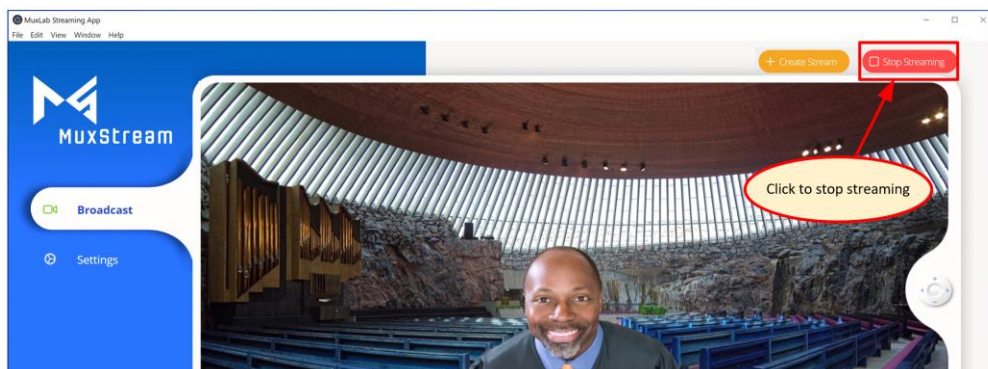 MuxLab Streaming App
File Edit View Window Help
+ Create Stream
Stop Streaming
MuxStream
Click to stop streaming
Broadcast
Settings